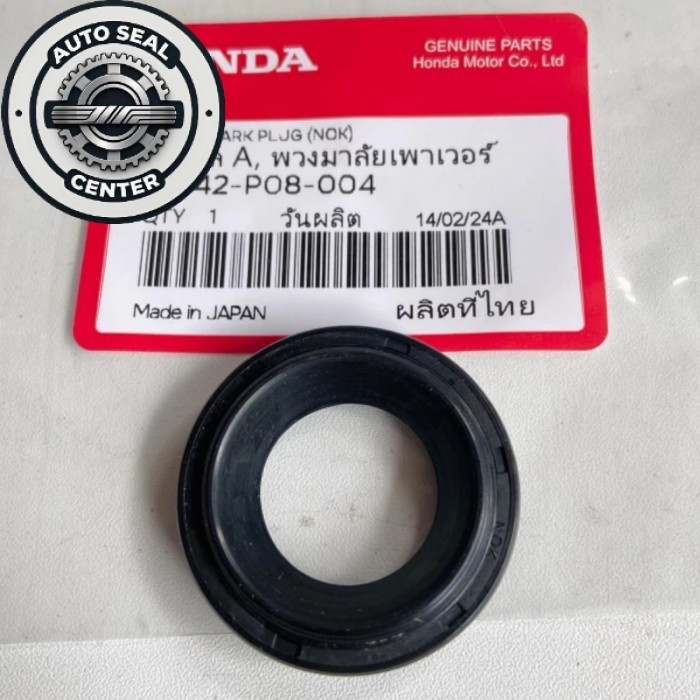 AUTO SEAL
CENTER
NDA
GENUINE PARTS
Honda Motor Co., Ltd
ARK PLUG (NOK)
A, พวงมาลัยเพาเวอร์
42-P08-004
QTY 1 วันผลิต 14/02/24A
Made in JAPAN ผลิตที่ไทย
NOK